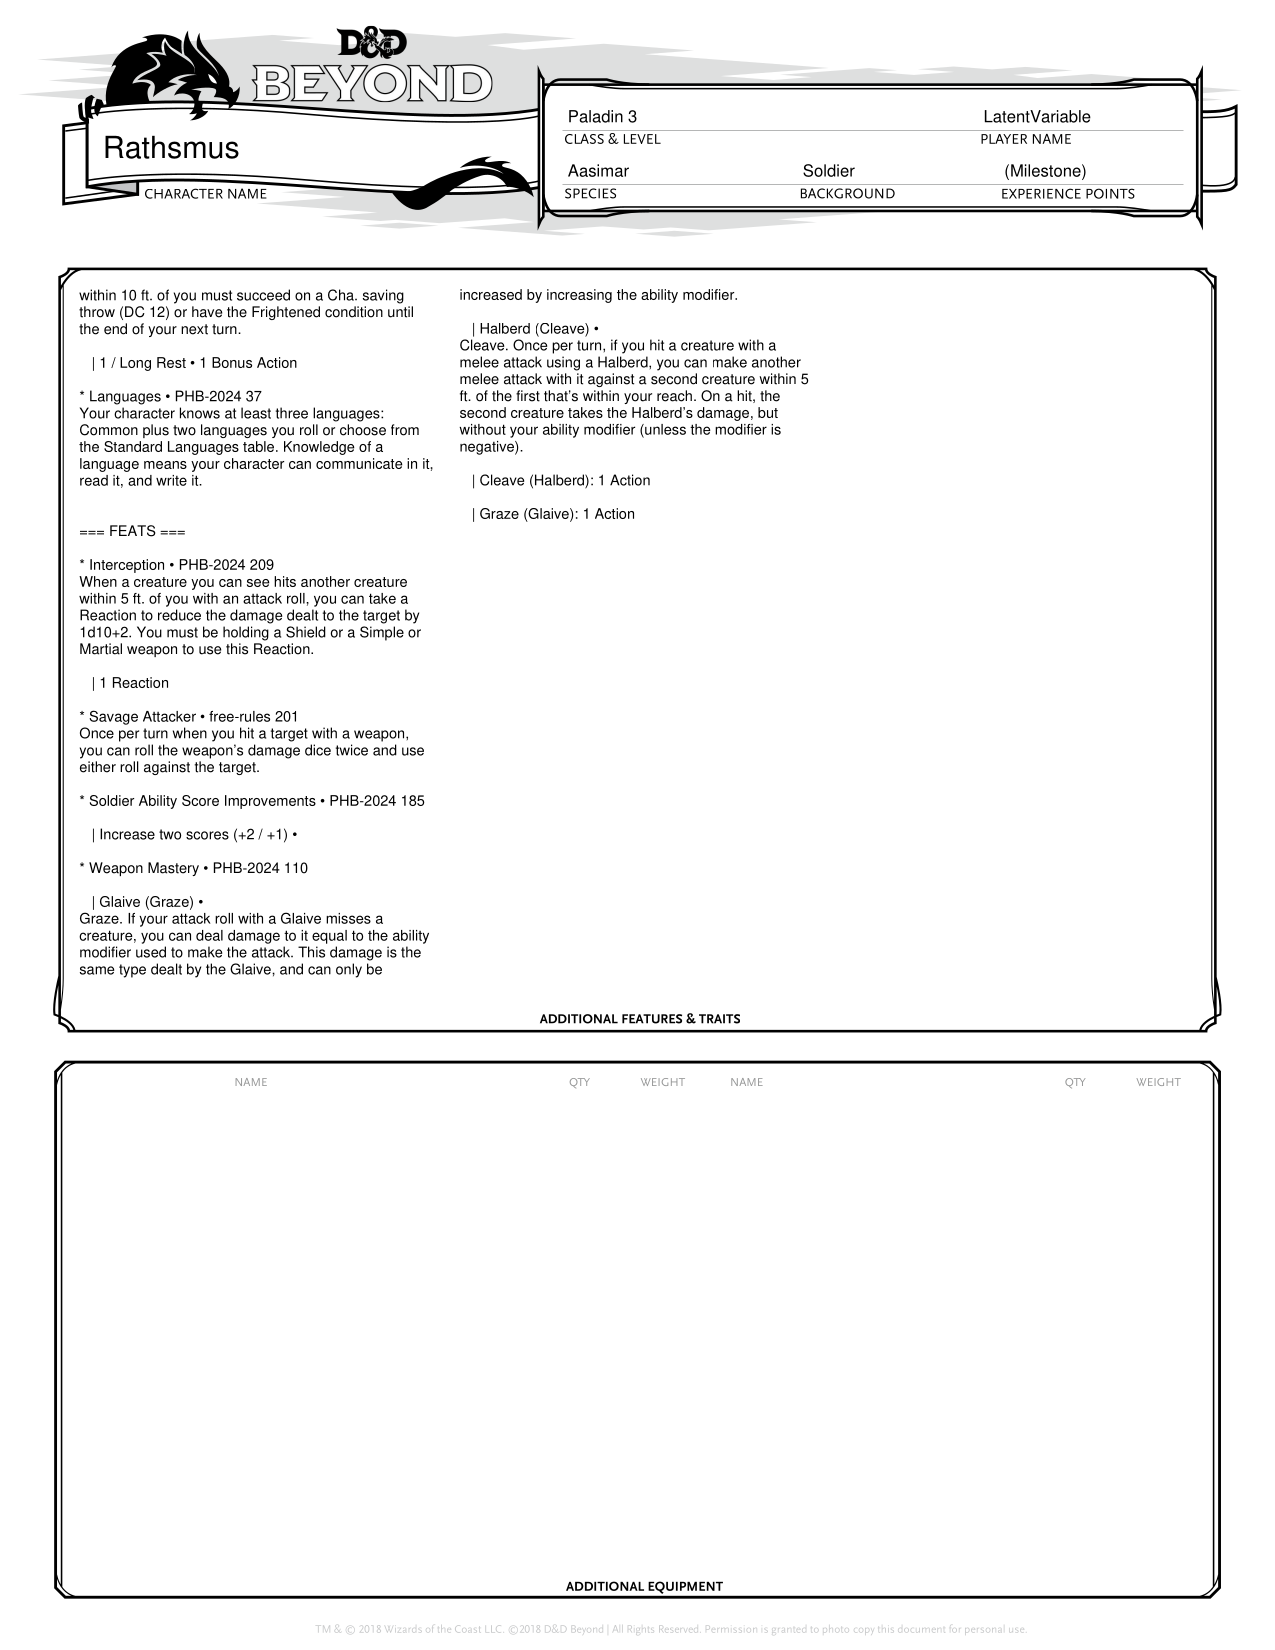 D&D
BEYOND
Rathsmus
CHARACTER NAME
Paladin 3
LatentVariable
CLASS & LEVEL
PLAYER NAME
Aasimar
Soldier
(Milestone)
SPECIES
BACKGROUND
EXPERIENCE POINTS
within 10 ft. of you must succeed on a Cha. saving
throw (DC 12) or have the Frightened condition until
the end of your next turn.
| 1 / Long Rest • 1 Bonus Action
* Languages • PHB-2024 37
Your character knows at least three languages:
Common plus two languages you roll or choose from
the Standard Languages table. Knowledge of a
language means your character can communicate in it,
read it, and write it.
=== FEATS ===
* Interception • PHB-2024 209
When a creature you can see hits another creature
within 5 ft. of you with an attack roll, you can take a
Reaction to reduce the damage dealt to the target by
1d10+2. You must be holding a Shield or a Simple or
Martial weapon to use this Reaction.
| 1 Reaction
* Savage Attacker • free-rules 201
Once per turn when you hit a target with a weapon,
you can roll the weapon’s damage dice twice and use
either roll against the target.
* Soldier Ability Score Improvements • PHB-2024 185
| Increase two scores (+2 / +1) •
* Weapon Mastery • PHB-2024 110
| Glaive (Graze) •
Graze. If your attack roll with a Glaive misses a
creature, you can deal damage to it equal to the ability
modifier used to make the attack. This damage is the
same type dealt by the Glaive, and can only be
increased by increasing the ability modifier.
| Halberd (Cleave) •
Cleave. Once per turn, if you hit a creature with a
melee attack using a Halberd, you can make another
melee attack with it against a second creature within 5
ft. of the first that’s within your reach. On a hit, the
second creature takes the Halberd’s damage, but
without your ability modifier (unless the modifier is
negative).
| Cleave (Halberd): 1 Action
| Graze (Glaive): 1 Action
ADDITIONAL FEATURES & TRAITS
NAME QTY WEIGHT NAME QTY WEIGHT
ADDITIONAL EQUIPMENT
TM & © 2018 Wizards of the Coast LLC. ©2018 D&D Beyond | All Rights Reserved. Permission is granted to photo copy this document for personal use.